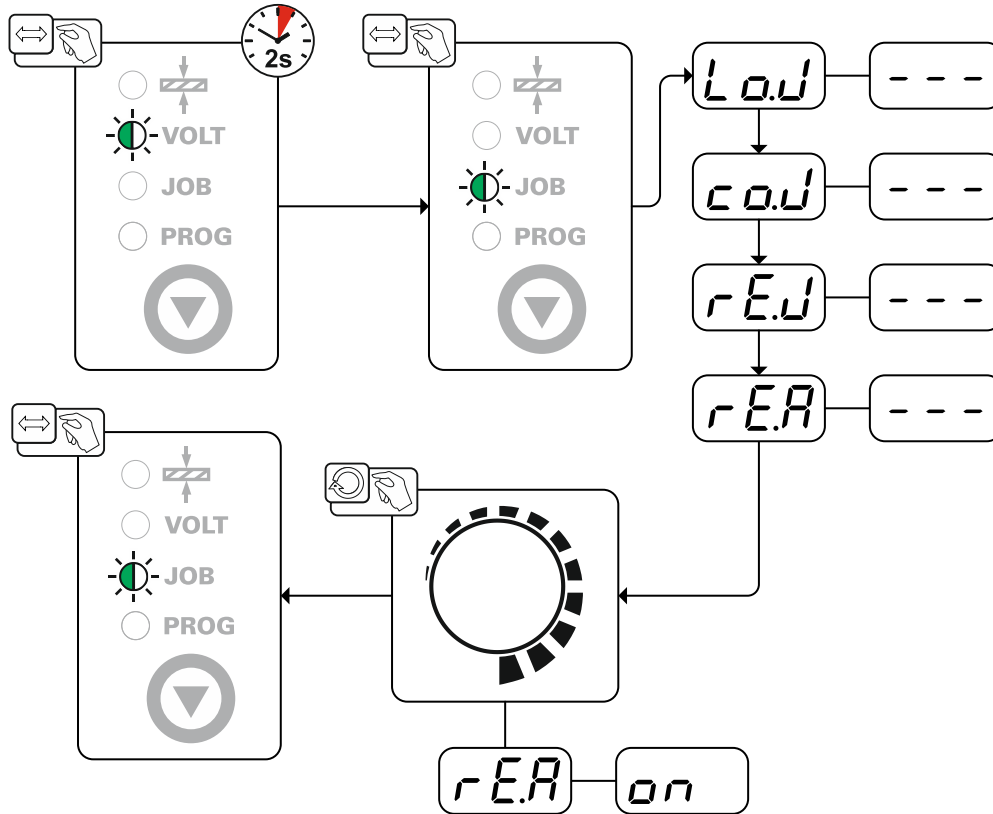 2s
VOLT
JOB
PROG
VOLT
JOB
PROG
Lo.J - - -
co.J - - -
rE.J - - -
rE.A - - -
VOLT
JOB
PROG
rE.A on